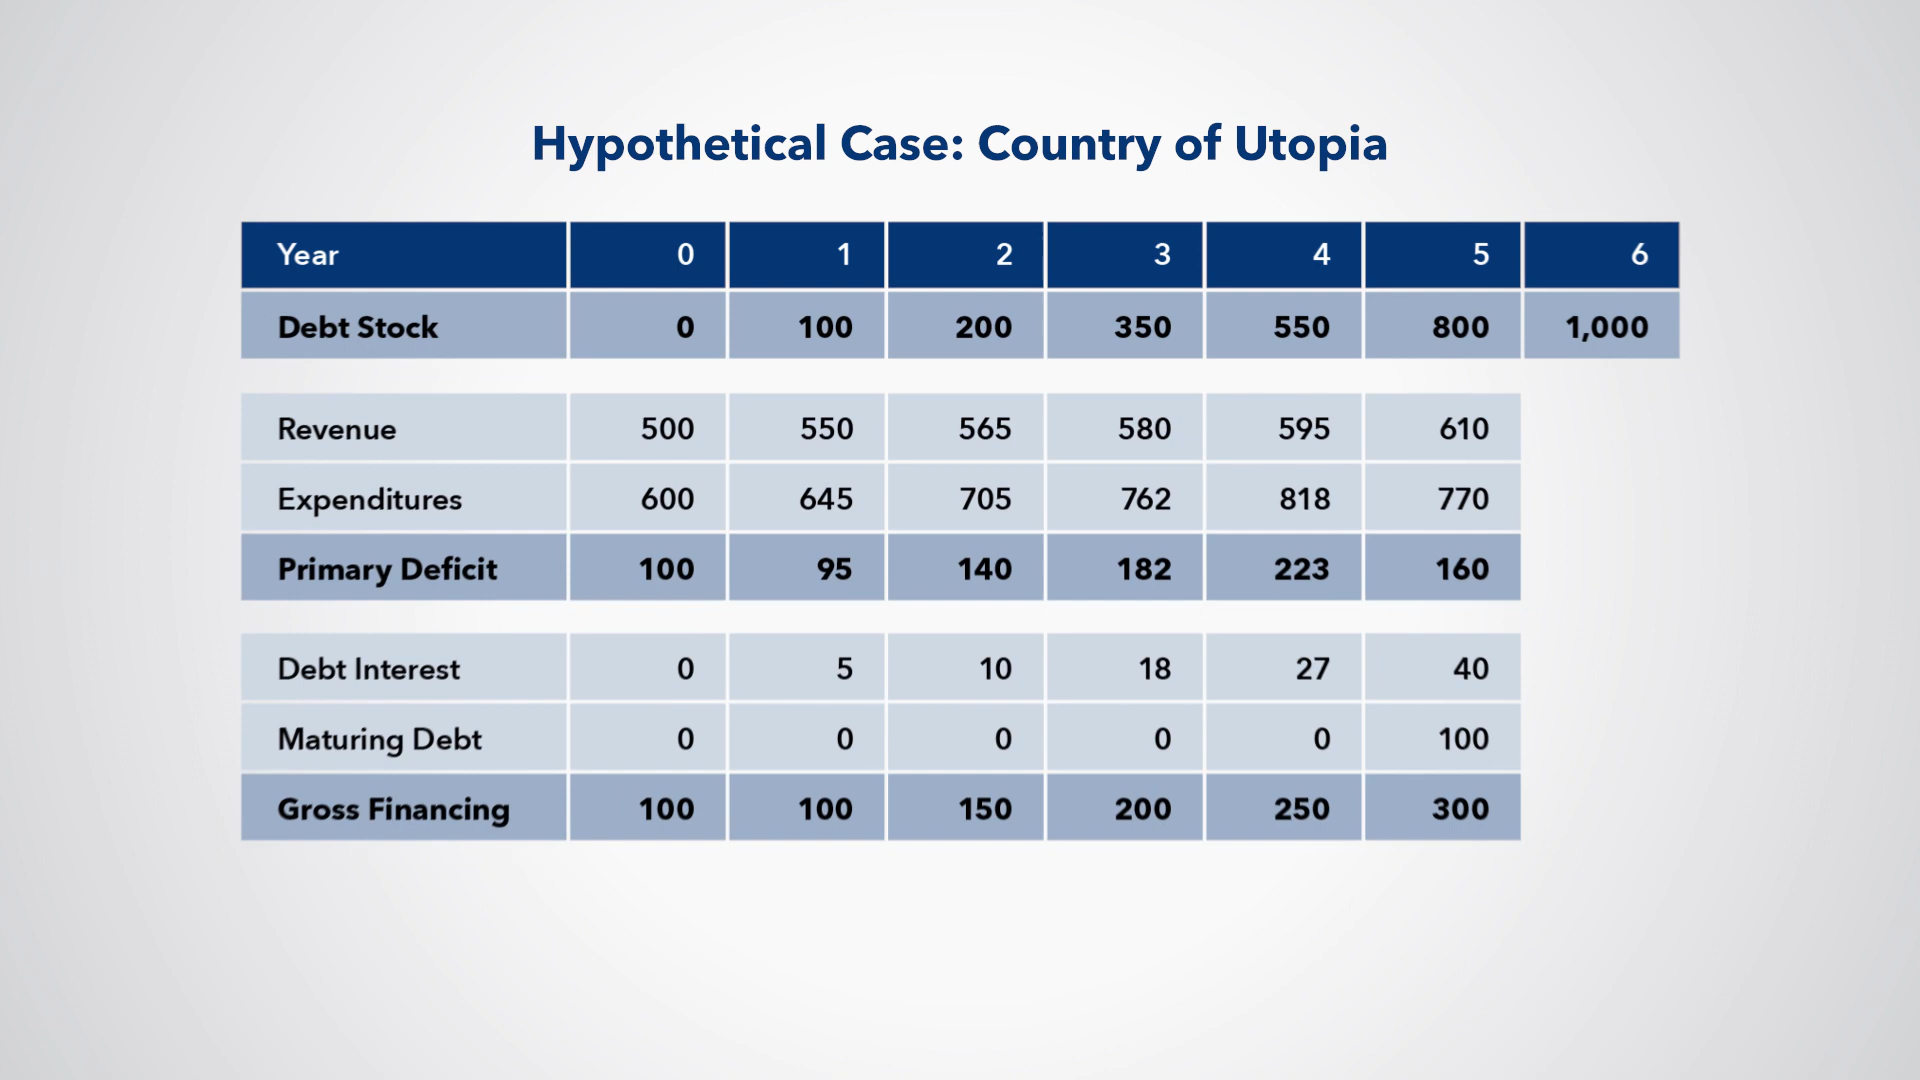 Hypothetical Case: Country of Utopia
Year 0 1 2 3 4 5 6
Debt Stock 0 100 200 350 550 800 1,000
Revenue 500 550 565 580 595 610
Expenditures 600 645 705 762 818 770
Primary Deficit 100 95 140 182 223 160
Debt Interest 0 5 10 18 27 40
Maturing Debt 0 0 0 0 0 100
Gross Financing 100 100 150 200 250 300